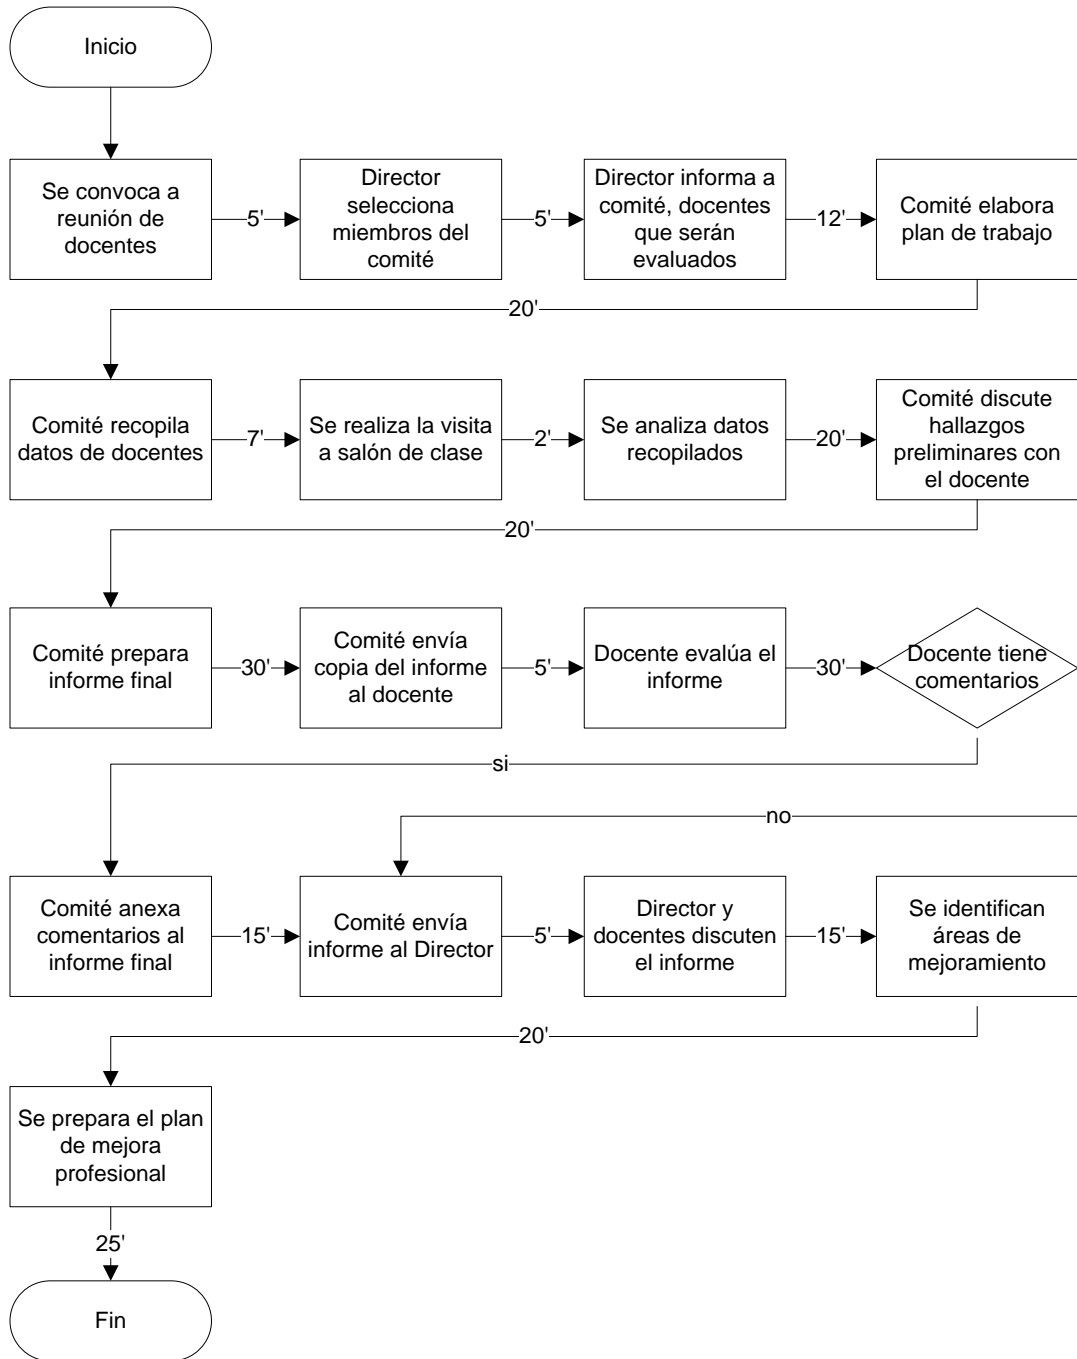 Inicio
Se convoca a
reunión de
docentes
5'
Director
selecciona
miembros del
comité
5'
Director informa a
comité, docentes
que serán
evaluados
12'
Comité elabora
plan de trabajo
20'
Comité recopila
datos de docentes
7'
Se realiza la visita
a salón de clase
2'
Se analiza datos
recopilados
20'
Comité discute
hallazgos
preliminares con
el docente
20'
Comité prepara
informe final
30'
Comité envía
copia del informe
al docente
5'
Docente evalúa el
informe
30'
Docente tiene
comentarios
si
no
Comité anexa
comentarios al
informe final
15'
Comité envía
informe al Director
5'
Director y
docentes discuten
el informe
15'
Se identifican
áreas de
mejoramiento
20'
Se prepara el plan
de mejora
profesional
25'
Fin